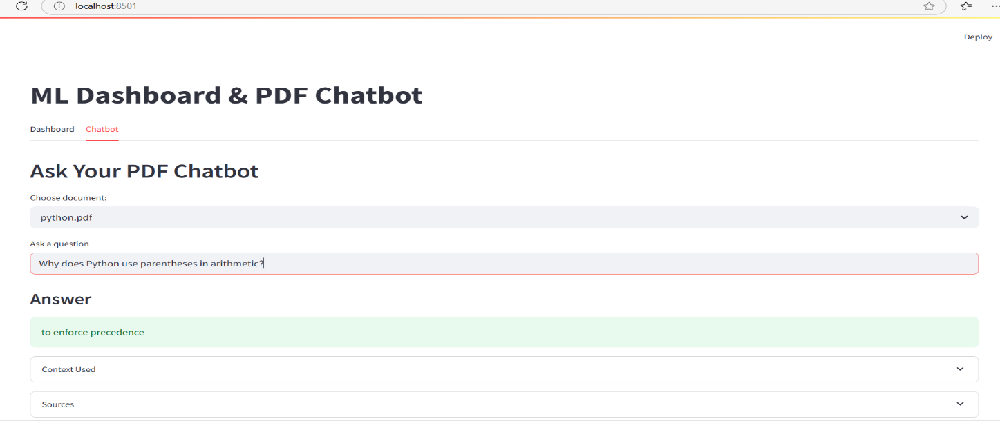 localhost:8501
Deploy
ML Dashboard & PDF Chatbot
Dashboard Chatbot
Ask Your PDF Chatbot
Choose document:
python.pdf
Ask a question
Why does Python use parentheses in arithmetic?
Answer
to enforce precedence
Context Used
Sources